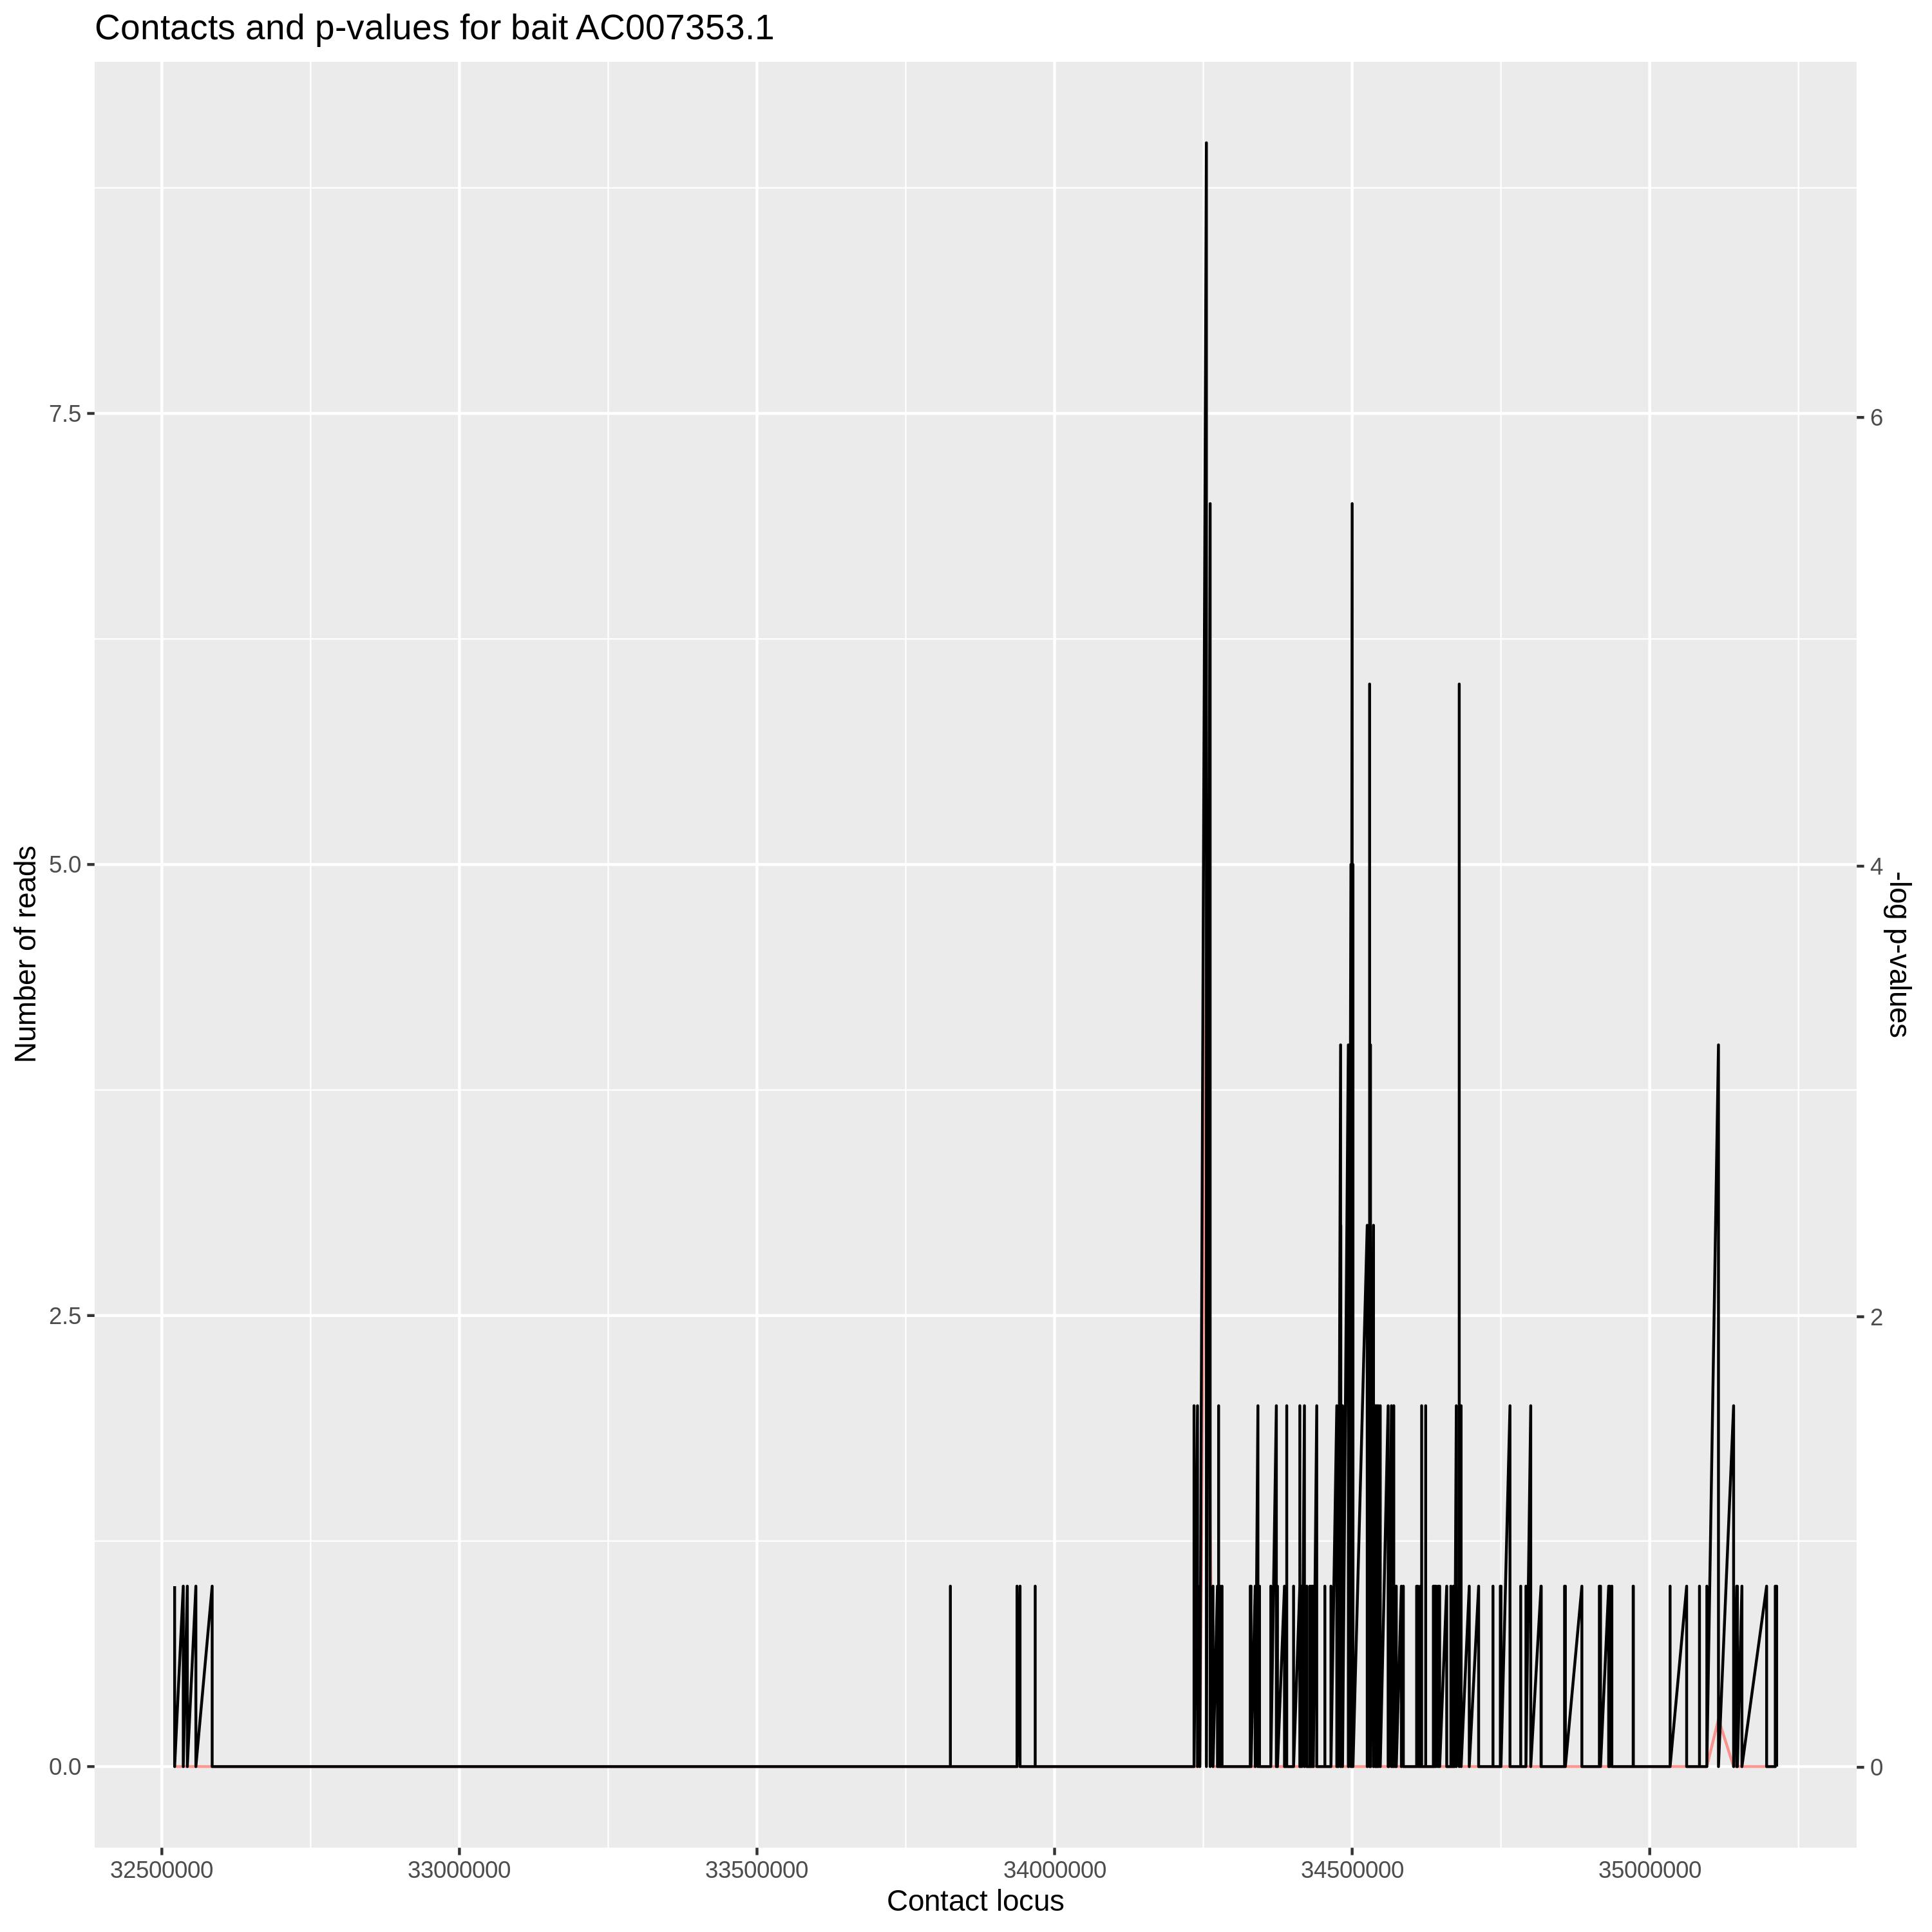 Contacts and p-values for bait AC007353.1
7.5
5.0
2.5
0.0
Number of reads
6
4
2
0
-log p-values
32500000 33000000 33500000 34000000 34500000 35000000
Contact locus